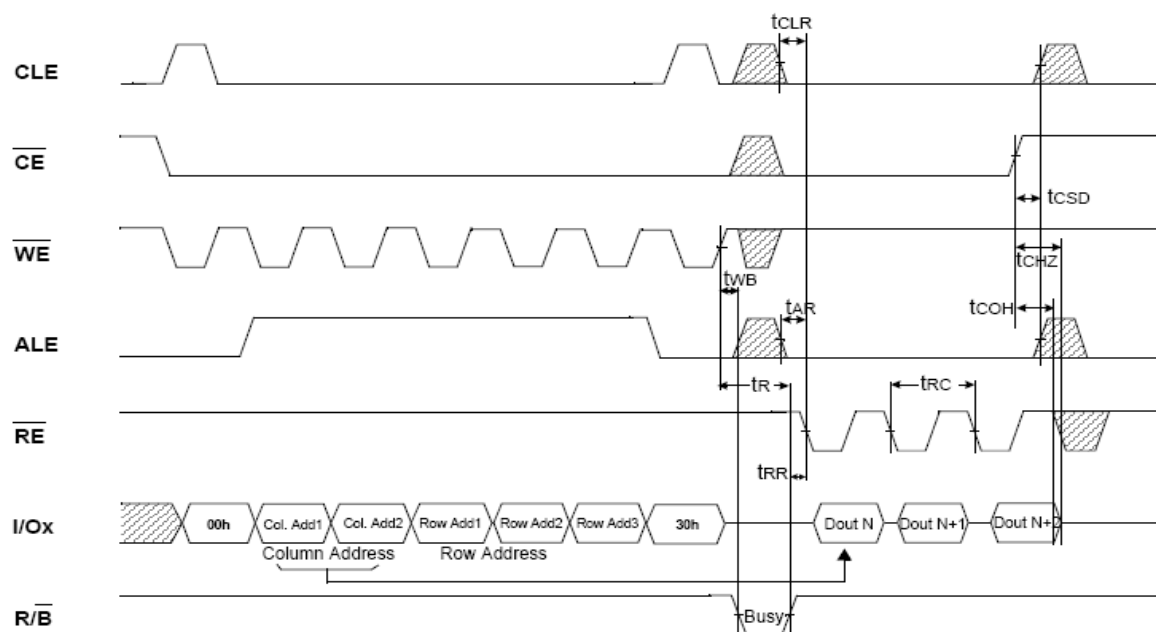 tCLR
CLE
CE
tCSD
WE
tCHZ
tWB
tAR
tCOH
ALE
tR
tRC
RE
tRR
I/Ox
00h
Col. Add1
Col. Add2
Row Add1
Row Add2
Row Add3
30h
Dout N
Dout N+1
Dout N+2
Column Address
Row Address
R/B
Busy